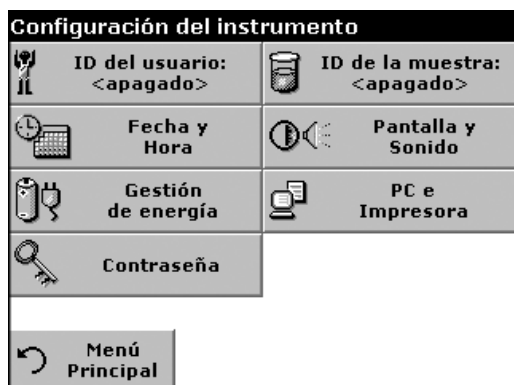 Configuración del instrumento
ID del usuario:
<apagado>
ID de la muestra:
<apagado>
Fecha y
Hora
Pantalla y
Sonido
Gestión
de energía
PC e
Impresora
Contraseña
Menú
Principal